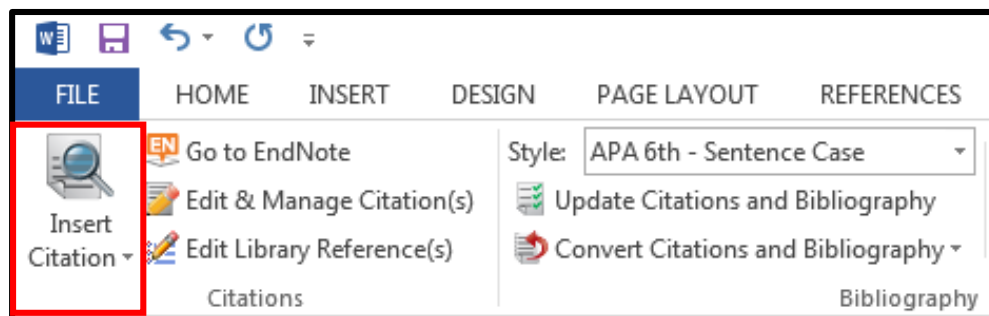 W
FILE HOME INSERT DESIGN PAGE LAYOUT REFERENCES
Insert
Citation
EN Go to EndNote
Edit & Manage Citation(s)
Edit Library Reference(s)
Citations
Style: APA 6th - Sentence Case
Update Citations and Bibliography
Convert Citations and Bibliography
Bibliography